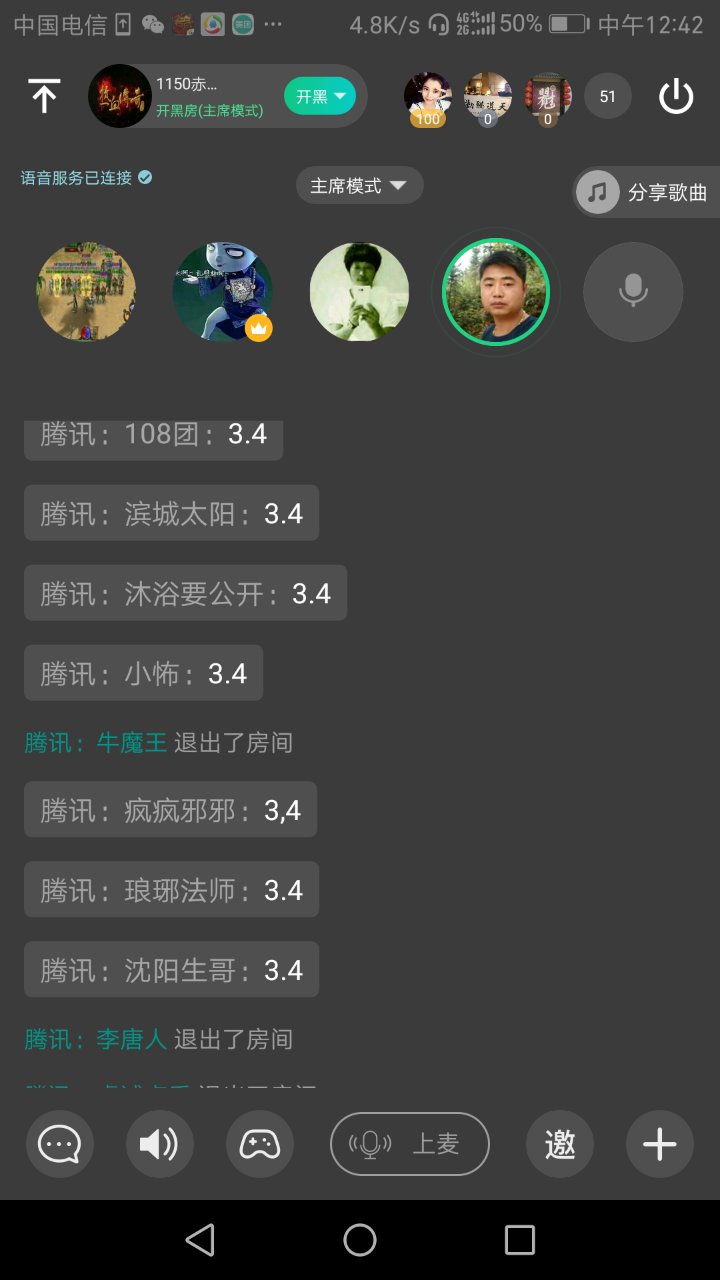 中国电信 4.8K/s 4G 2G 50% 中午12:42
1150赤...
开黑房(主席模式)
开黑
100
0
0
51
语音服务已连接
主席模式
分享歌曲
腾讯：108团：3.4
腾讯：滨城太阳：3.4
腾讯：沐浴要公开：3.4
腾讯：小怖：3.4
腾讯：牛魔王 退出了房间
腾讯：疯疯邪邪：3,4
腾讯：琅琊法师：3.4
腾讯：沈阳生哥：3.4
腾讯：李唐人 退出了房间
上麦
邀